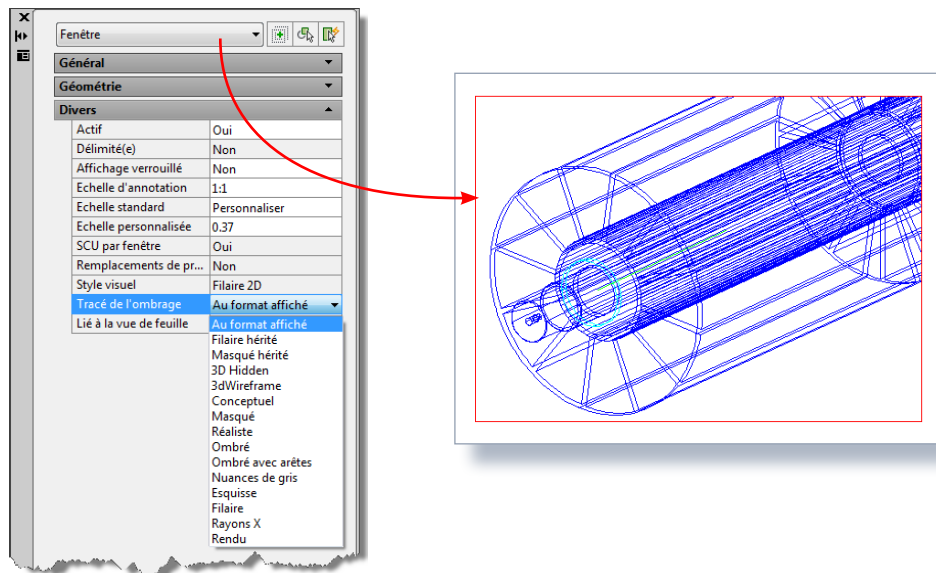 Fenêtre
Général
Géométrie
Divers
Actif Oui
Délimité(e) Non
Affichage verrouillé Non
Echelle d'annotation 1:1
Echelle standard Personnaliser
Echelle personnalisée 0.37
SCU par fenêtre Oui
Remplacements de pr... Non
Style visuel Filaire 2D
Tracé de l'ombrage Au format affiché
Lié à la vue de feuille Au format affiché
Filaire hérité
Masqué hérité
3D Hidden
3dWireframe
Conceptuel
Masqué
Réaliste
Ombré
Ombré avec arêtes
Nuances de gris
Esquisse
Filaire
Rayons X
Rendu